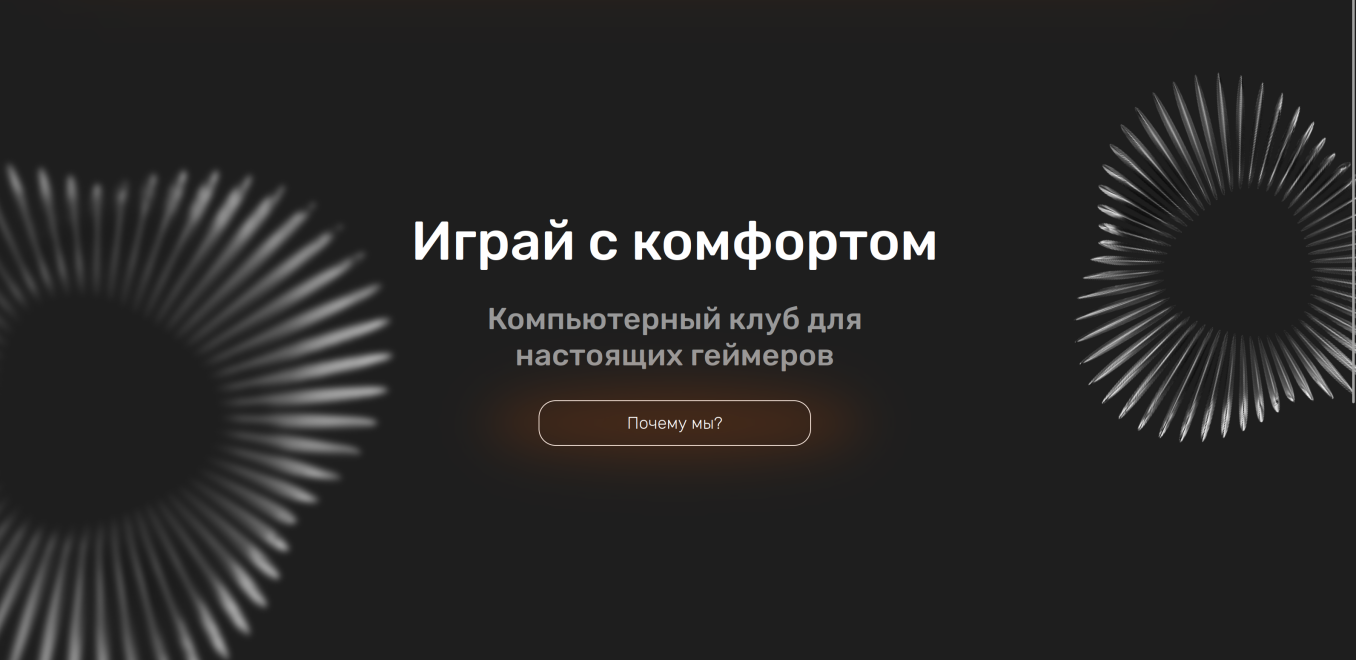 Играй с комфортом
Компьютерный клуб для
настоящих геймеров
Почему мы?